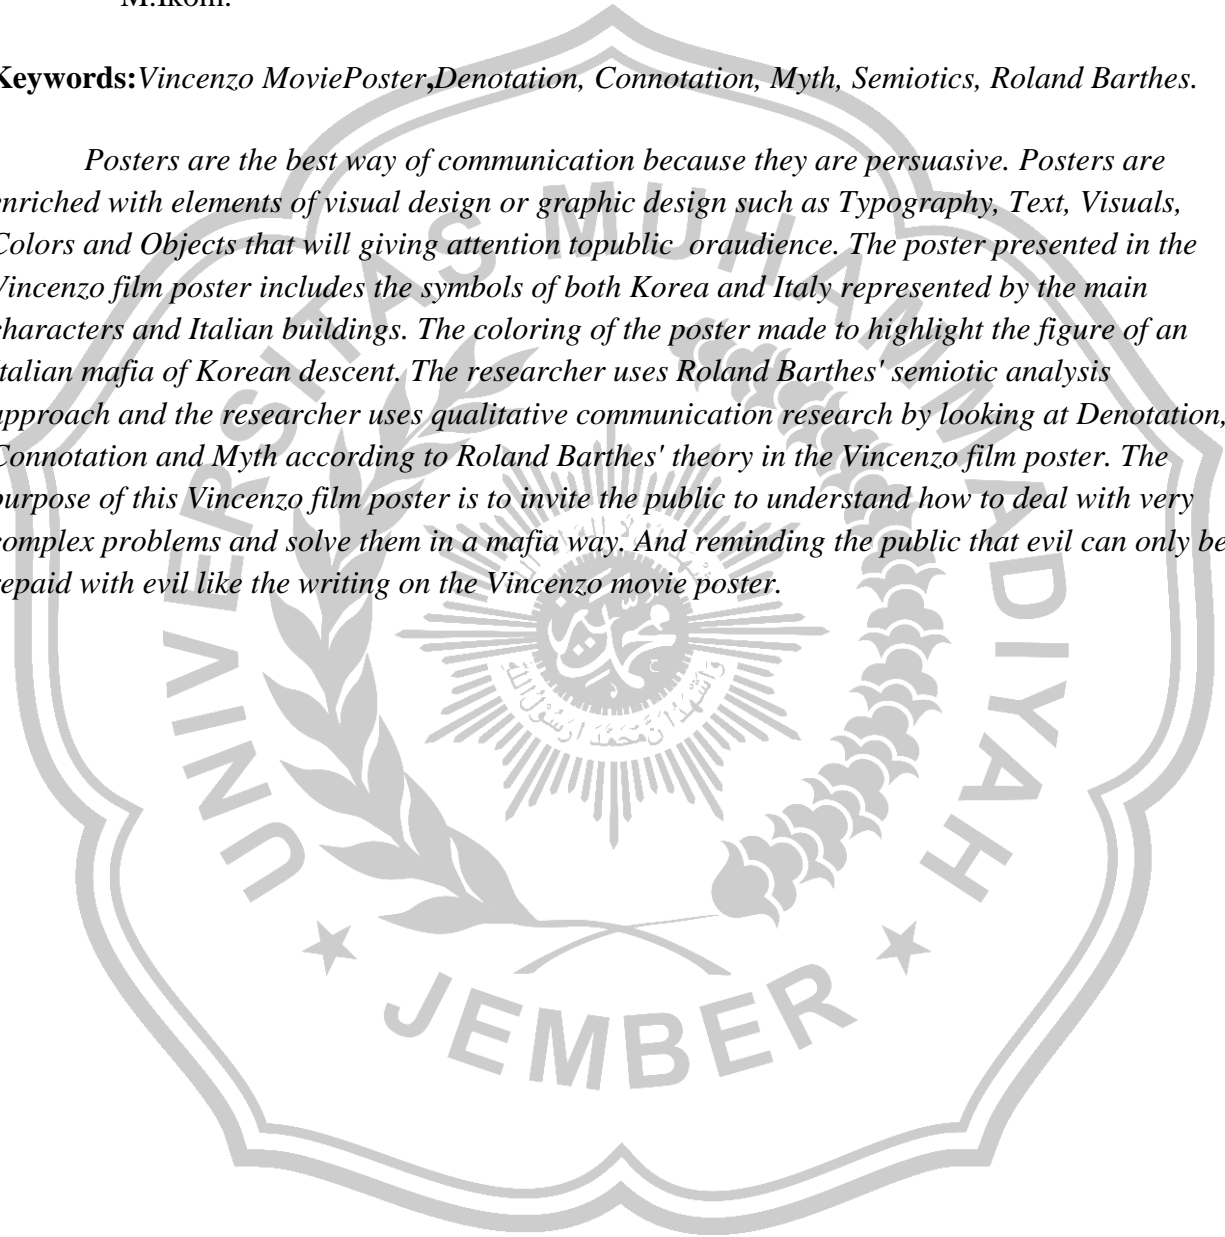 M.Ikom.
Keywords:Vincenzo MoviePoster,Denotation, Connotation, Myth, Semiotics, Roland Barthes.
Posters are the best way of communication because they are persuasive. Posters are
enriched with elements of visual design or graphic design such as Typography, Text, Visuals,
Colors and Objects that will giving attention topublic oraudience. The poster presented in the
Vincenzo film poster includes the symbols of both Korea and Italy represented by the main
characters and Italian buildings. The coloring of the poster made to highlight the figure of an
Italian mafia of Korean descent. The researcher uses Roland Barthes' semiotic analysis
approach and the researcher uses qualitative communication research by looking at Denotation,
Connotation and Myth according to Roland Barthes' theory in the Vincenzo film poster. The
purpose of this Vincenzo film poster is to invite the public to understand how to deal with very
complex problems and solve them in a mafia way. And reminding the public that evil can only be
repaid with evil like the writing on the Vincenzo movie poster.
UNIVERSITAS MUHAMMADIYAH
JEMBER